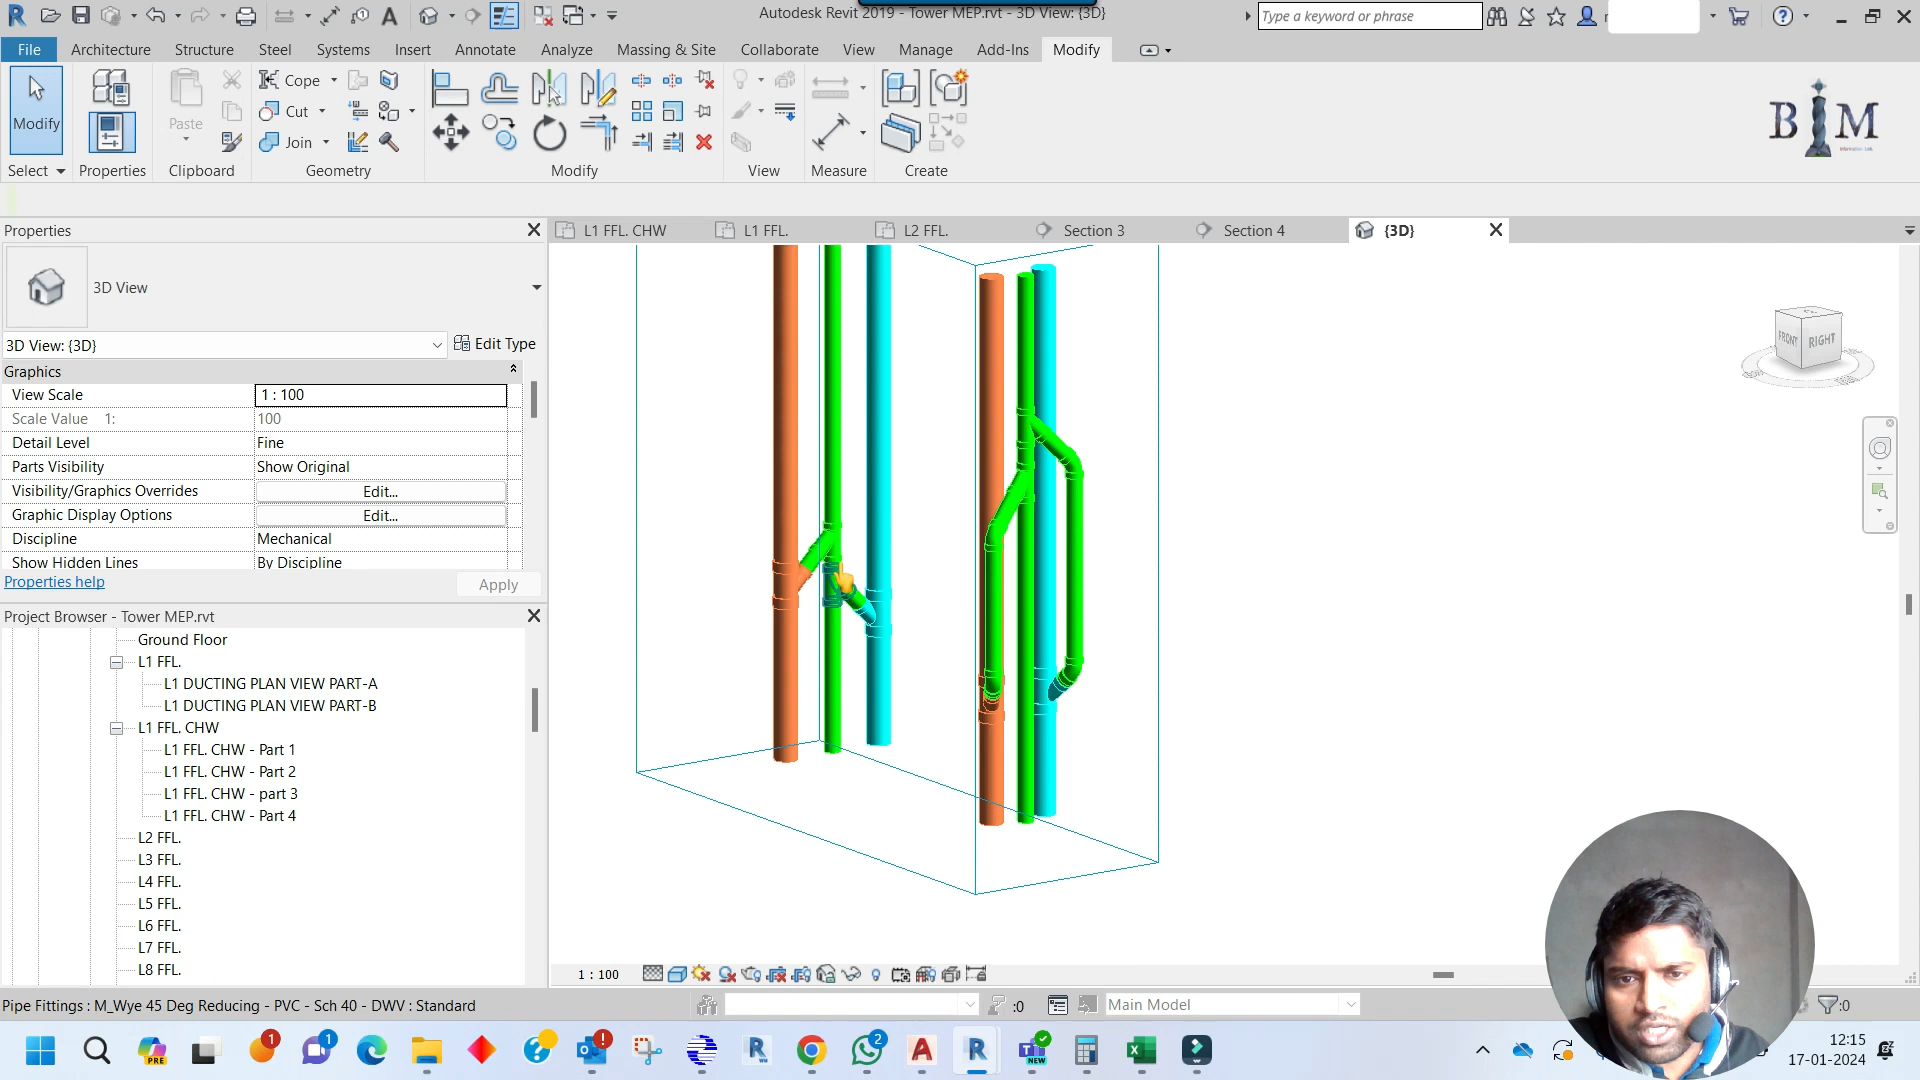 Autodesk Revit 2019 - Tower MEP.rvt - 3D View: {3D}
Type a keyword or phrase
File Architecture Structure Steel Systems Insert Annotate Analyze Massing & Site Collaborate View Manage Add-Ins Modify
Modify
Paste
Cope
Cut
Join
Select Properties Clipboard Geometry Modify View Measure Create
BIM
Properties
L1 FFL. CHW
L1 FFL.
L2 FFL.
Section 3
Section 4
{3D}
3D View
3D View: {3D}
Edit Type
Graphics
View Scale 1 : 100
Scale Value 1: 100
Detail Level Fine
Parts Visibility Show Original
Visibility/Graphics Overrides Edit...
Graphic Display Options Edit...
Discipline Mechanical
Show Hidden Lines By Discipline
Properties help
Apply
FRONT
RIGHT
Project Browser - Tower MEP.rvt
Ground Floor
L1 FFL.
L1 DUCTING PLAN VIEW PART-A
L1 DUCTING PLAN VIEW PART-B
L1 FFL. CHW
L1 FFL. CHW - Part 1
L1 FFL. CHW - Part 2
L1 FFL. CHW - part 3
L1 FFL. CHW - Part 4
L2 FFL.
L3 FFL.
L4 FFL.
L5 FFL.
L6 FFL.
L7 FFL.
L8 FFL.
1 : 100
Pipe Fittings : M_Wye 45 Deg Reducing - PVC - Sch 40 - DWV : Standard
:0
Main Model
:0
PRE
1
1
2
NEW
12:15
17-01-2024